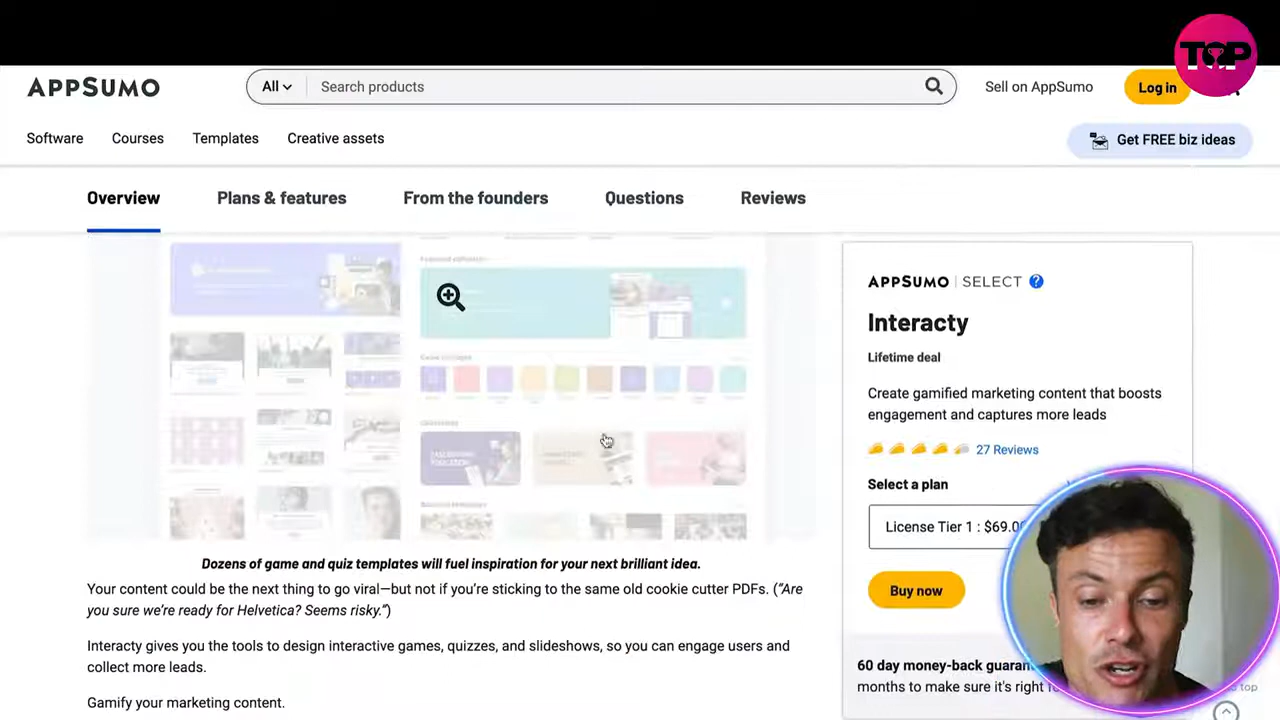 TOP
APPSUMO
All
Search products
Sell on AppSumo
Log in
Software
Courses
Templates
Creative assets
Get FREE biz ideas
Overview
Plans & features
From the founders
Questions
Reviews
APPSUMO | SELECT ?
Interacty
Lifetime deal
Create gamified marketing content that boosts
engagement and captures more leads
27 Reviews
Select a plan
License Tier 1 : $69.00
Buy now
60 day money-back
months to make sure it's right
top
Dozens of game and quiz templates will fuel inspiration for your next brilliant idea.
Your content could be the next thing to go viral—but not if you're sticking to the same old cookie cutter PDFs. (“Are
you sure we're ready for Helvetica? Seems risky.”)
Interacty gives you the tools to design interactive games, quizzes, and slideshows, so you can engage users and
collect more leads.
Gamify your marketing content.